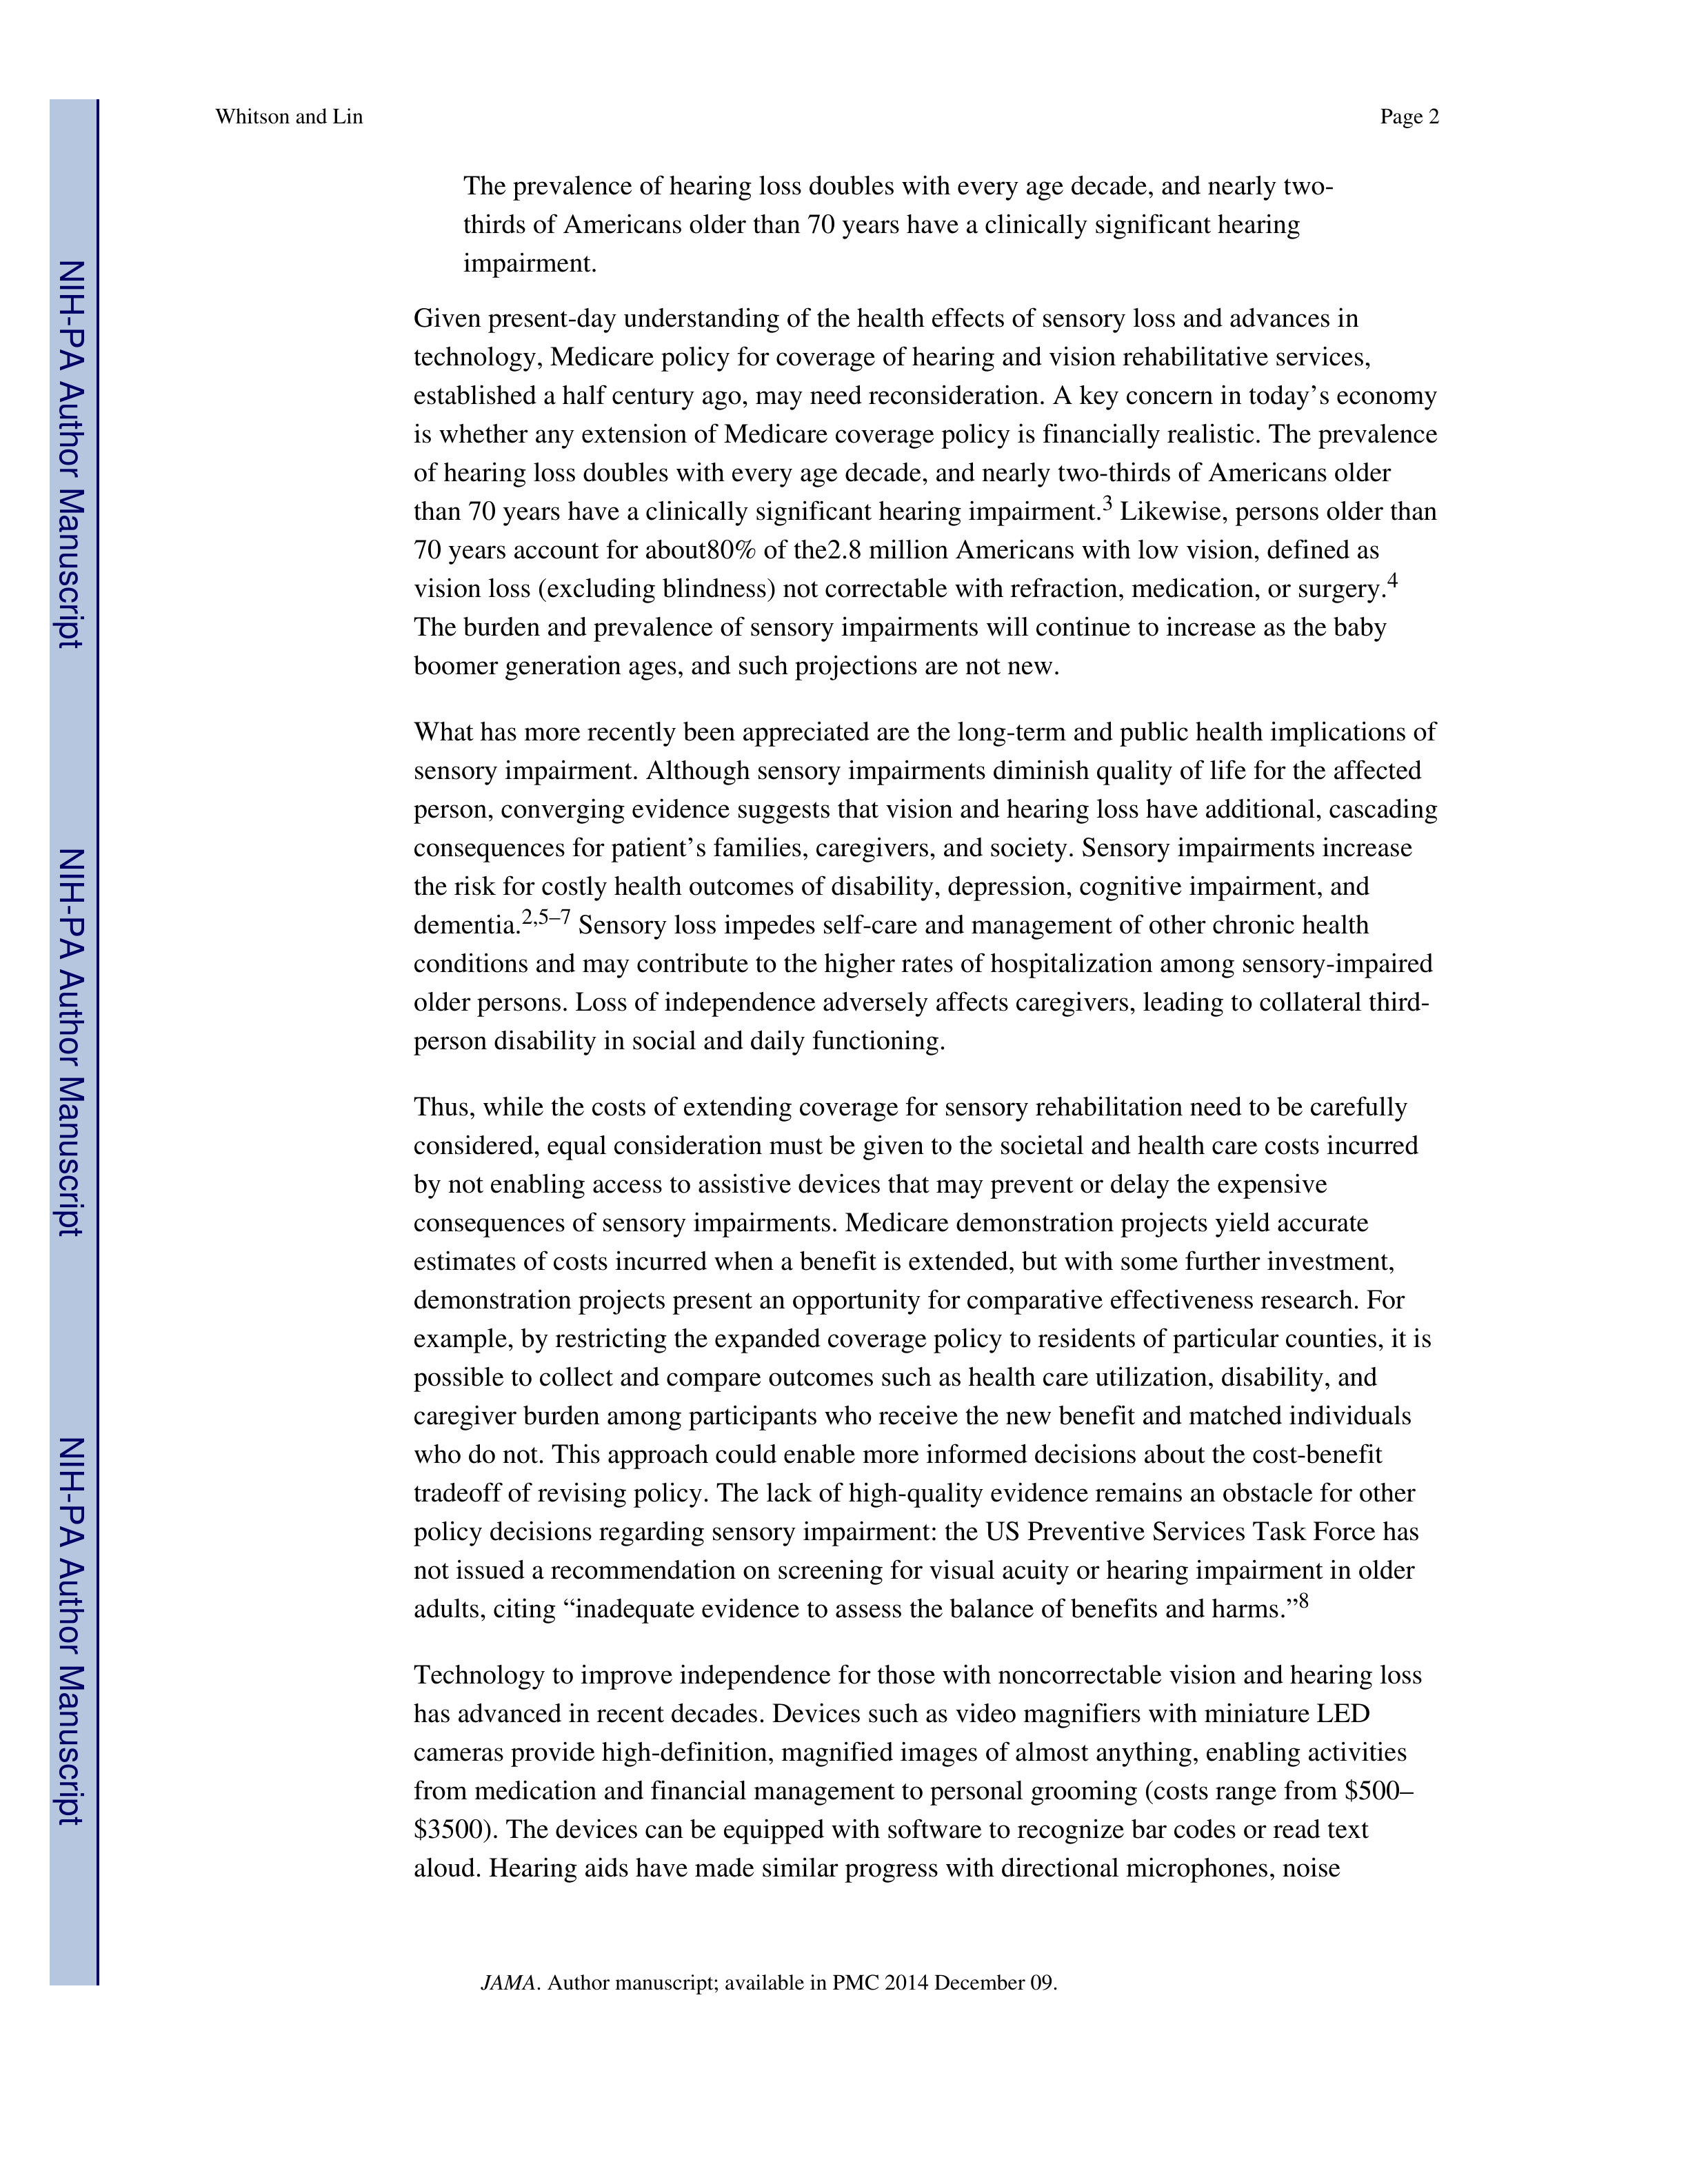 Whitson and Lin
Page 2
The prevalence of hearing loss doubles with every age decade, and nearly two-
thirds of Americans older than 70 years have a clinically significant hearing
impairment.
Given present-day understanding of the health effects of sensory loss and advances in
technology, Medicare policy for coverage of hearing and vision rehabilitative services,
established a half century ago, may need reconsideration. A key concern in today’s economy
is whether any extension of Medicare coverage policy is financially realistic. The prevalence
of hearing loss doubles with every age decade, and nearly two-thirds of Americans older
than 70 years have a clinically significant hearing impairment.3 Likewise, persons older than
70 years account for about80% of the2.8 million Americans with low vision, defined as
vision loss (excluding blindness) not correctable with refraction, medication, or surgery.4
The burden and prevalence of sensory impairments will continue to increase as the baby
boomer generation ages, and such projections are not new.
What has more recently been appreciated are the long-term and public health implications of
sensory impairment. Although sensory impairments diminish quality of life for the affected
person, converging evidence suggests that vision and hearing loss have additional, cascading
consequences for patient’s families, caregivers, and society. Sensory impairments increase
the risk for costly health outcomes of disability, depression, cognitive impairment, and
dementia.2,5–7 Sensory loss impedes self-care and management of other chronic health
conditions and may contribute to the higher rates of hospitalization among sensory-impaired
older persons. Loss of independence adversely affects caregivers, leading to collateral third-
person disability in social and daily functioning.
Thus, while the costs of extending coverage for sensory rehabilitation need to be carefully
considered, equal consideration must be given to the societal and health care costs incurred
by not enabling access to assistive devices that may prevent or delay the expensive
consequences of sensory impairments. Medicare demonstration projects yield accurate
estimates of costs incurred when a benefit is extended, but with some further investment,
demonstration projects present an opportunity for comparative effectiveness research. For
example, by restricting the expanded coverage policy to residents of particular counties, it is
possible to collect and compare outcomes such as health care utilization, disability, and
caregiver burden among participants who receive the new benefit and matched individuals
who do not. This approach could enable more informed decisions about the cost-benefit
tradeoff of revising policy. The lack of high-quality evidence remains an obstacle for other
policy decisions regarding sensory impairment: the US Preventive Services Task Force has
not issued a recommendation on screening for visual acuity or hearing impairment in older
adults, citing “inadequate evidence to assess the balance of benefits and harms.”8
Technology to improve independence for those with noncorrectable vision and hearing loss
has advanced in recent decades. Devices such as video magnifiers with miniature LED
cameras provide high-definition, magnified images of almost anything, enabling activities
from medication and financial management to personal grooming (costs range from $500–
$3500). The devices can be equipped with software to recognize bar codes or read text
aloud. Hearing aids have made similar progress with directional microphones, noise
JAMA. Author manuscript; available in PMC 2014 December 09.
NIH-PA Author Manuscript
NIH-PA Author Manuscript
NIH-PA Author Manuscript